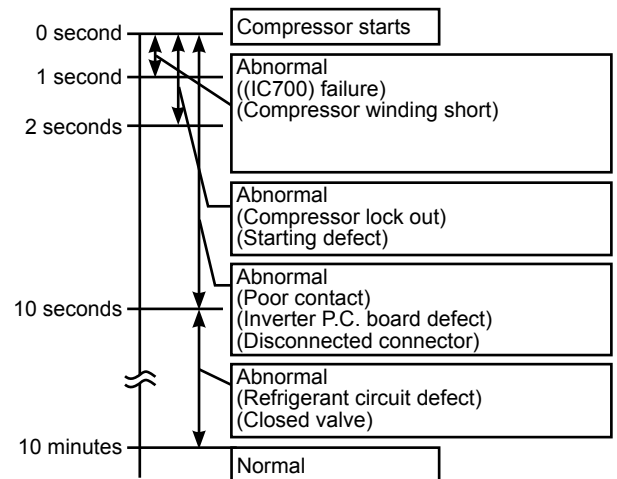 0 second
Compressor starts
1 second
Abnormal
((IC700) failure)
(Compressor winding short)
2 seconds
Abnormal
(Compressor lock out)
(Starting defect)
Abnormal
(Poor contact)
(Inverter P.C. board defect)
(Disconnected connector)
10 seconds
Abnormal
(Refrigerant circuit defect)
(Closed valve)
10 minutes
Normal